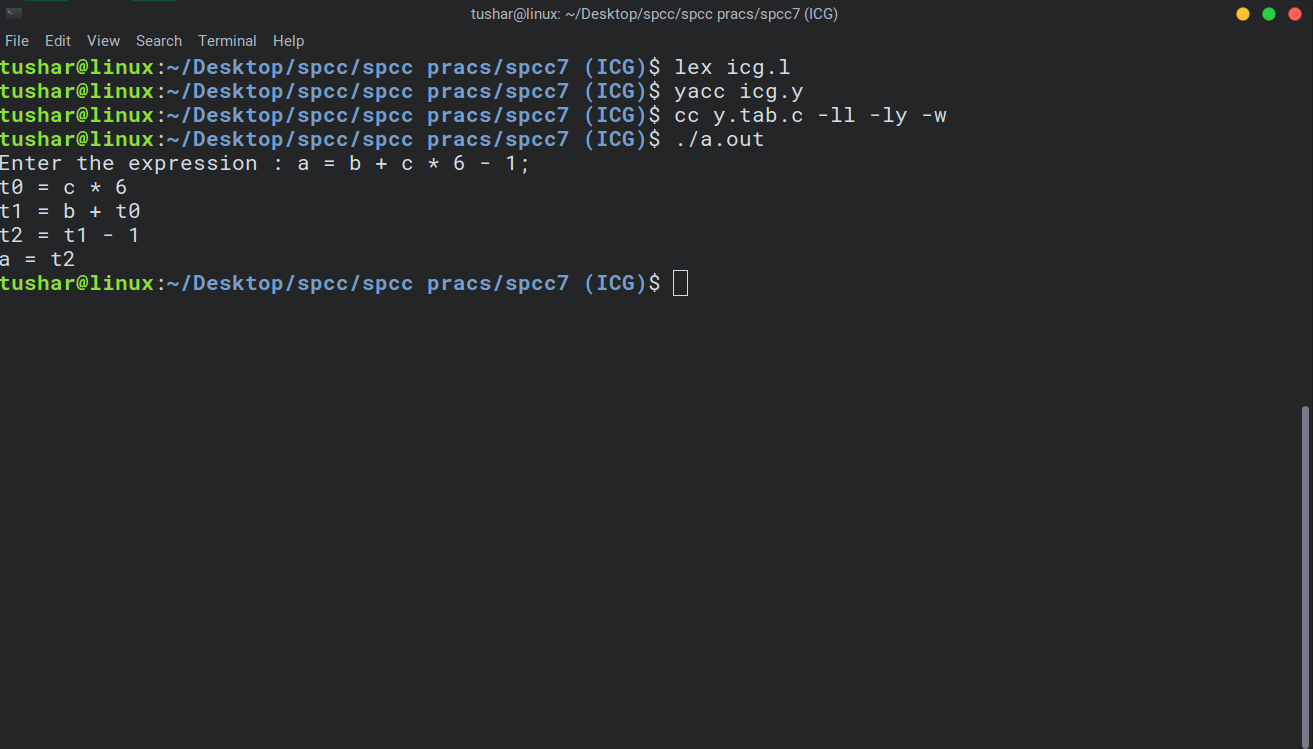 tushar@linux: ~/Desktop/spcc/spcc pracs/spcc7 (ICG)
File Edit View Search Terminal Help
tushar@linux:~/Desktop/spcc/spcc pracs/spcc7 (ICG)$ lex icg.l
tushar@linux:~/Desktop/spcc/spcc pracs/spcc7 (ICG)$ yacc icg.y
tushar@linux:~/Desktop/spcc/spcc pracs/spcc7 (ICG)$ cc y.tab.c -ll -ly -w
tushar@linux:~/Desktop/spcc/spcc pracs/spcc7 (ICG)$ ./a.out
Enter the expression : a = b + c * 6 - 1;
t0 = c * 6
t1 = b + t0
t2 = t1 - 1
a = t2
tushar@linux:~/Desktop/spcc/spcc pracs/spcc7 (ICG)$